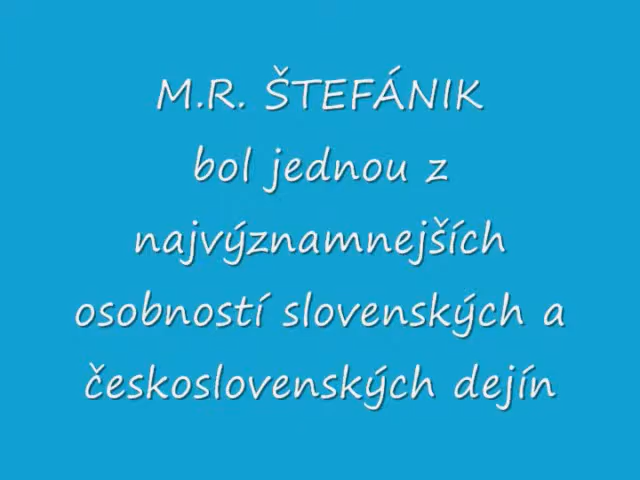 M.R. ŠTEFÁNIK
bol jednou z
najvýznamnejších
osobností slovenských a
československých dejín